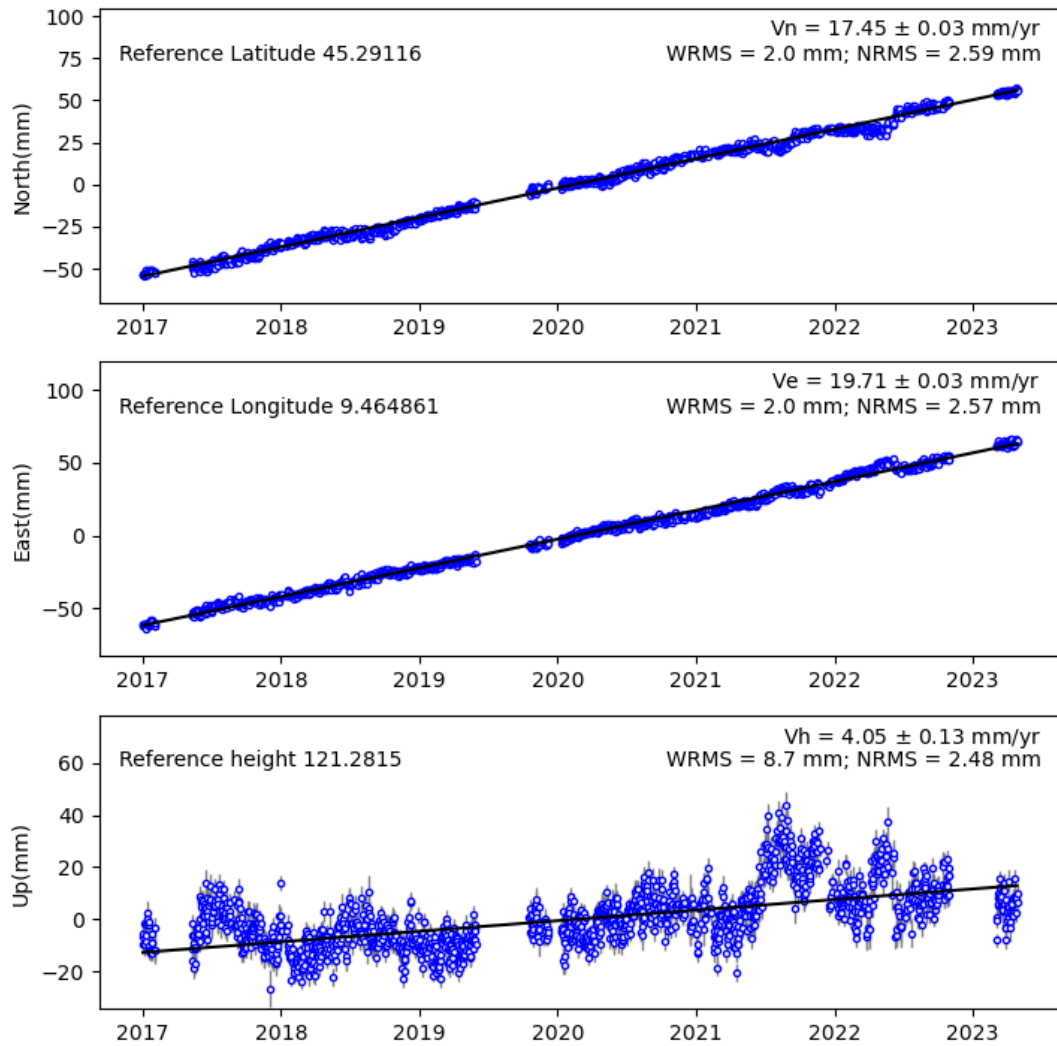 Vn = 17.45 ± 0.03 mm/yr
Reference Latitude 45.29116 WRMS = 2.0 mm; NRMS = 2.59 mm
North(mm)
100
75
50
25
0
−25
−50
2017 2018 2019 2020 2021 2022 2023
Ve = 19.71 ± 0.03 mm/yr
Reference Longitude 9.464861 WRMS = 2.0 mm; NRMS = 2.57 mm
East(mm)
100
50
0
−50
2017 2018 2019 2020 2021 2022 2023
Vh = 4.05 ± 0.13 mm/yr
Reference height 121.2815 WRMS = 8.7 mm; NRMS = 2.48 mm
Up(mm)
60
40
20
0
−20
2017 2018 2019 2020 2021 2022 2023